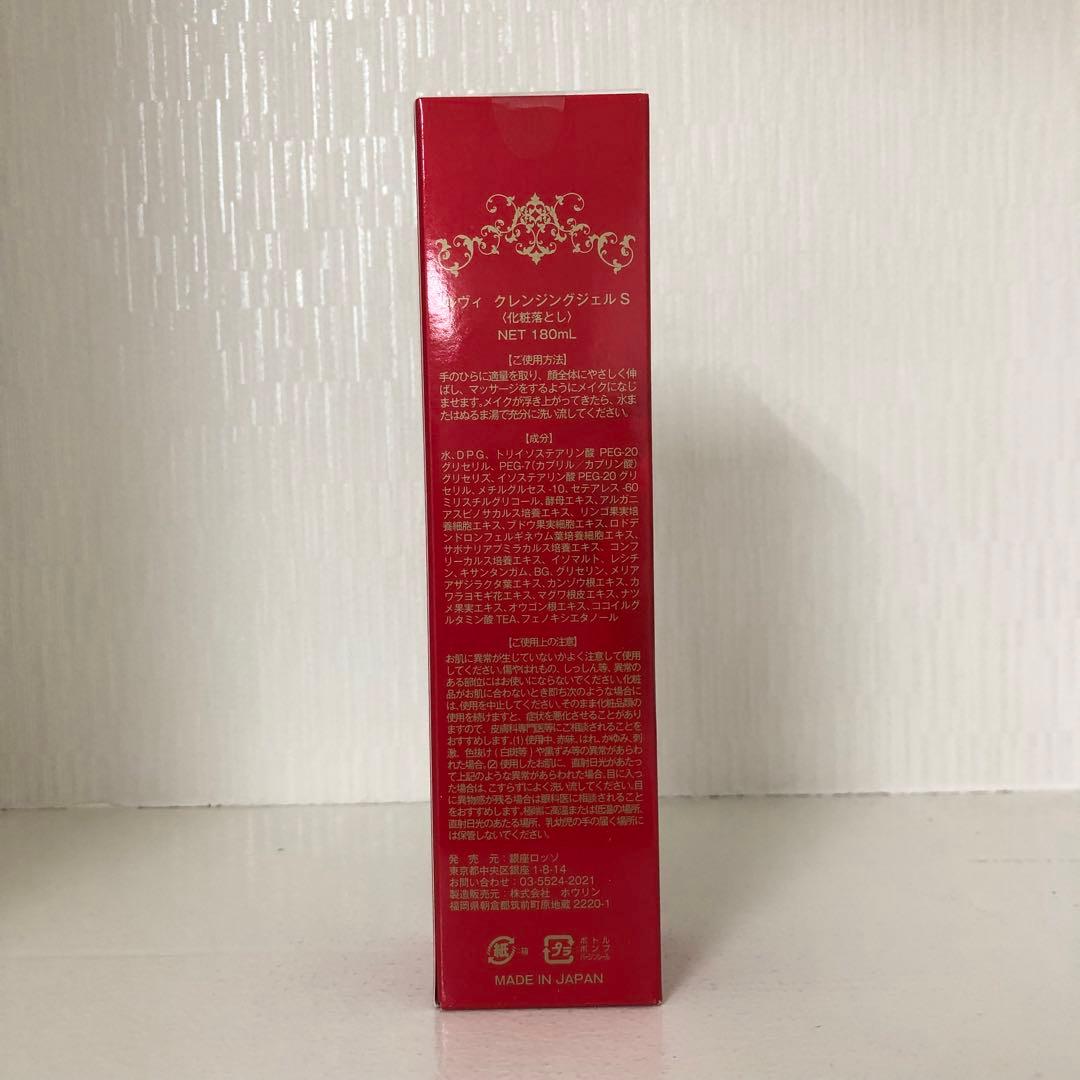 ヴィ クレンジングジェルS
〈化粧落とし〉
NET 180mL
【ご使用方法】
手のひらに適量を取り、顔全体にやさしく伸
ばし、マッサージをするようにメイクになじ
ませます。メイクが浮き上がってきたら、水ま
たはぬるま湯で充分に洗い流してください。
【成分】
水、DPG、トリイソステアリン酸 PEG-20
グリセリル、PEG-7(カプリル/カプリン酸)
グリセリズ、イソステアリン酸PEG-20グリ
セリル、メチルグルセス-10、セテアレス-60
ミリスチルグリコール、酵母エキス、アルガニ
アスピノサカルス培養エキス、リンゴ果実培
養細胞エキス、ブドウ果実細胞エキス、ロドデ
ンドロンフェルギネウム葉培養細胞エキス、
サポナリアプミラカルス培養エキス、コンフ
リーカルス培養エキス、イソマルト、レシチ
ン、キサンタンガム、BG、グリセリン、メリア
アザジラクタ葉エキス、カンゾウ根エキス、カ
ワラヨモギ花エキス、マグワ根皮エキス、ナツ
メ果実エキス、オウゴン根エキス、ココイルグ
ルタミン酸TEA、フェノキシエタノール
【ご使用上の注意】
お肌に異常が生じていないかよく注意して使用
してください。傷やはれもの、しっしん等、異常の
ある部位にはお使いにならないでください。化粧
品がお肌に合わないとき即ち次のような場合に
は、使用を中止してください。そのまま化粧品類の
使用を続けますと、症状を悪化させることがあり
ますので、皮膚科専門医等にご相談されることを
おすすめします。(1)使用中、赤味、はれ、かゆみ、刺
激、色抜け(白斑等)や黒ずみ等の異常があらわ
れた場合。(2)使用したお肌に、直射日光があたっ
て上記のような異常があらわれた場合。目に入っ
た場合は、こすらずによく洗い流してください。目
に異物感が残る場合は眼科医に相談されること
をおすすめします。極端に高温または低温の場所、
直射日光のあたる場所、乳幼児の手の届く場所に
は保管しないでください。
発 売 元:銀座ロッソ
東京都中央区銀座1-8-14
お問い合わせ:03-5524-2021
製造販売元:株式会社 ホウリン
福岡県朝倉郡筑前町原地蔵2220-1
紙 箱
プラ ボトル
ポンプ
バージンシール
MADE IN JAPAN